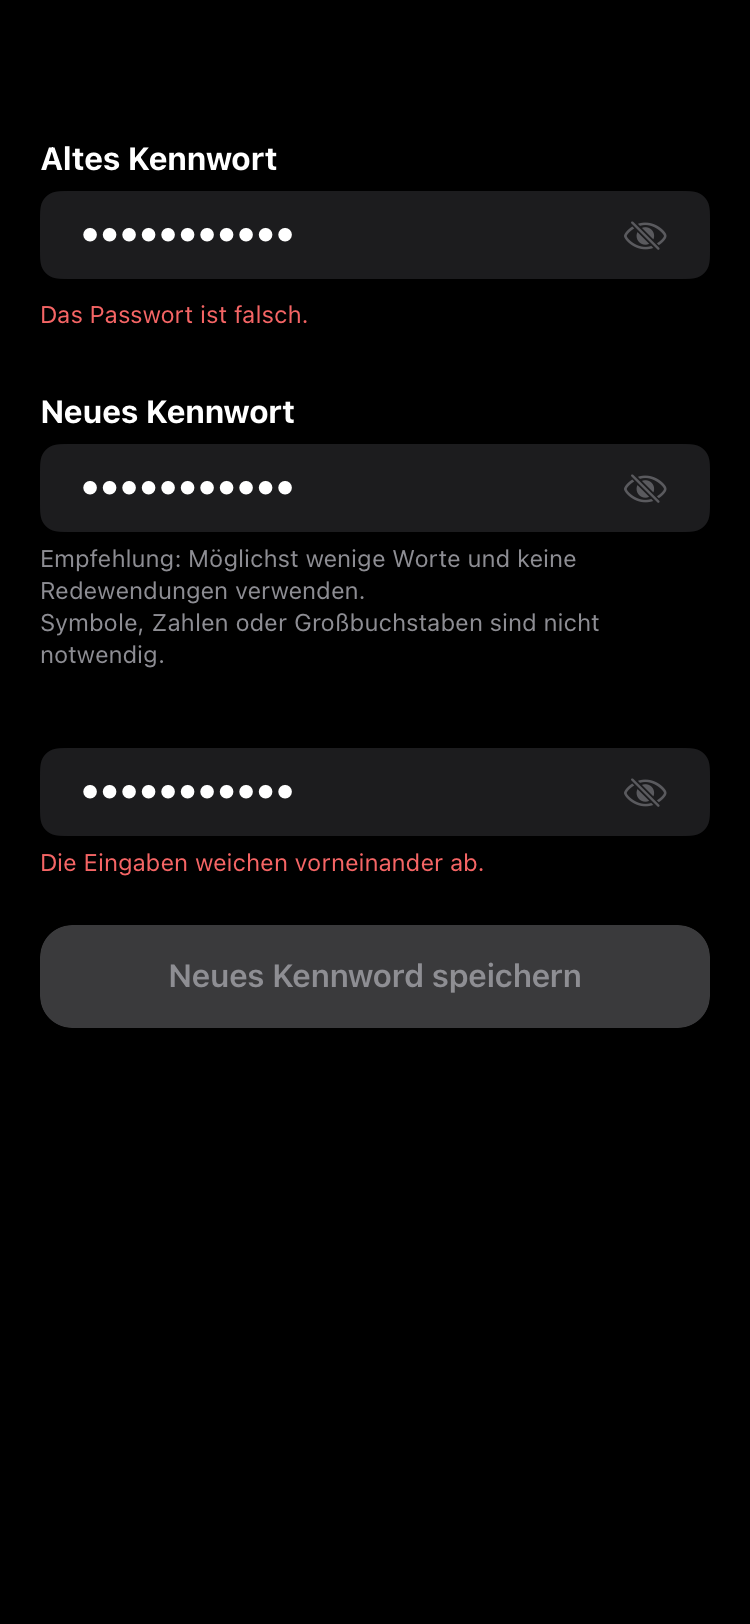 Altes Kennwort
●●●●●●●●●●●
Das Passwort ist falsch.
Neues Kennwort
●●●●●●●●●●●
Empfehlung: Möglichst wenige Worte und keine
Redewendungen verwenden.
Symbole, Zahlen oder Großbuchstaben sind nicht
notwendig.
●●●●●●●●●●●
Die Eingaben weichen vorneinander ab.
Neues Kennword speichern